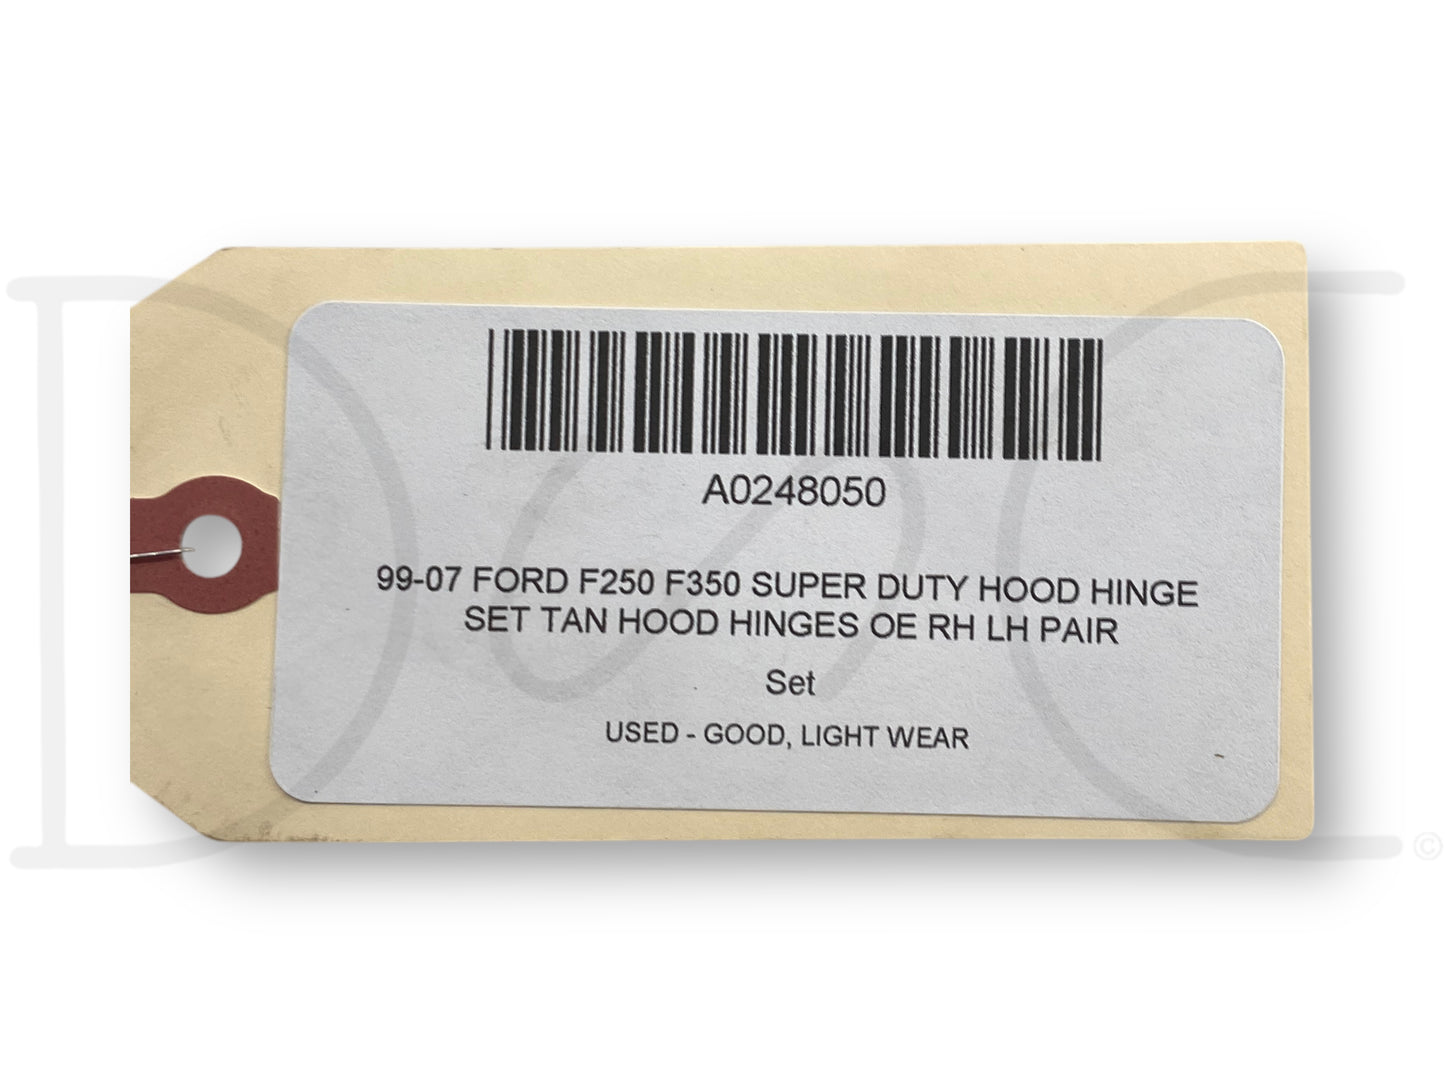 A0248050
99-07 FORD F250 F350 SUPER DUTY HOOD HINGE
SET TAN HOOD HINGES OE RH LH PAIR
Set
USED - GOOD, LIGHT WEAR
©